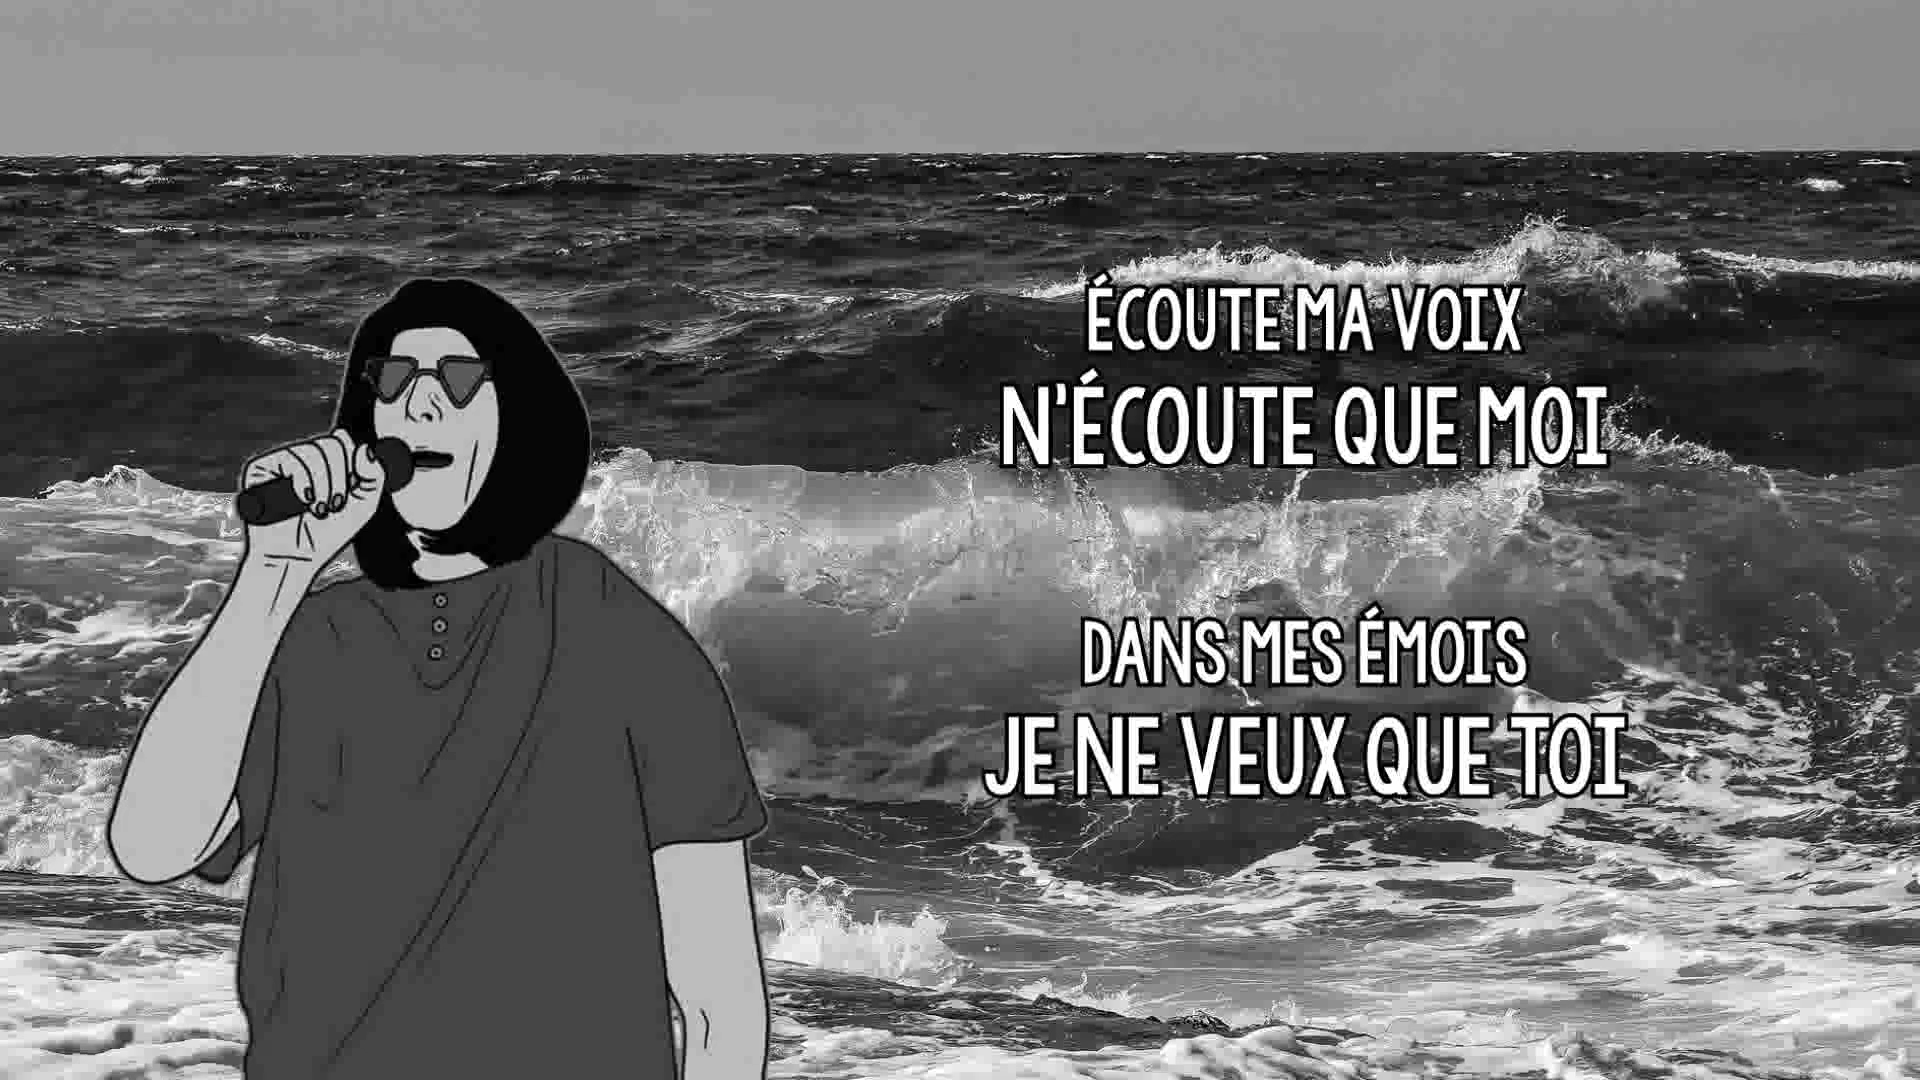 ÉCOUTE MA VOIX
N'ÉCOUTE QUE MOI
DANS MES ÉMOIS
JE NE VEUX QUE TOI